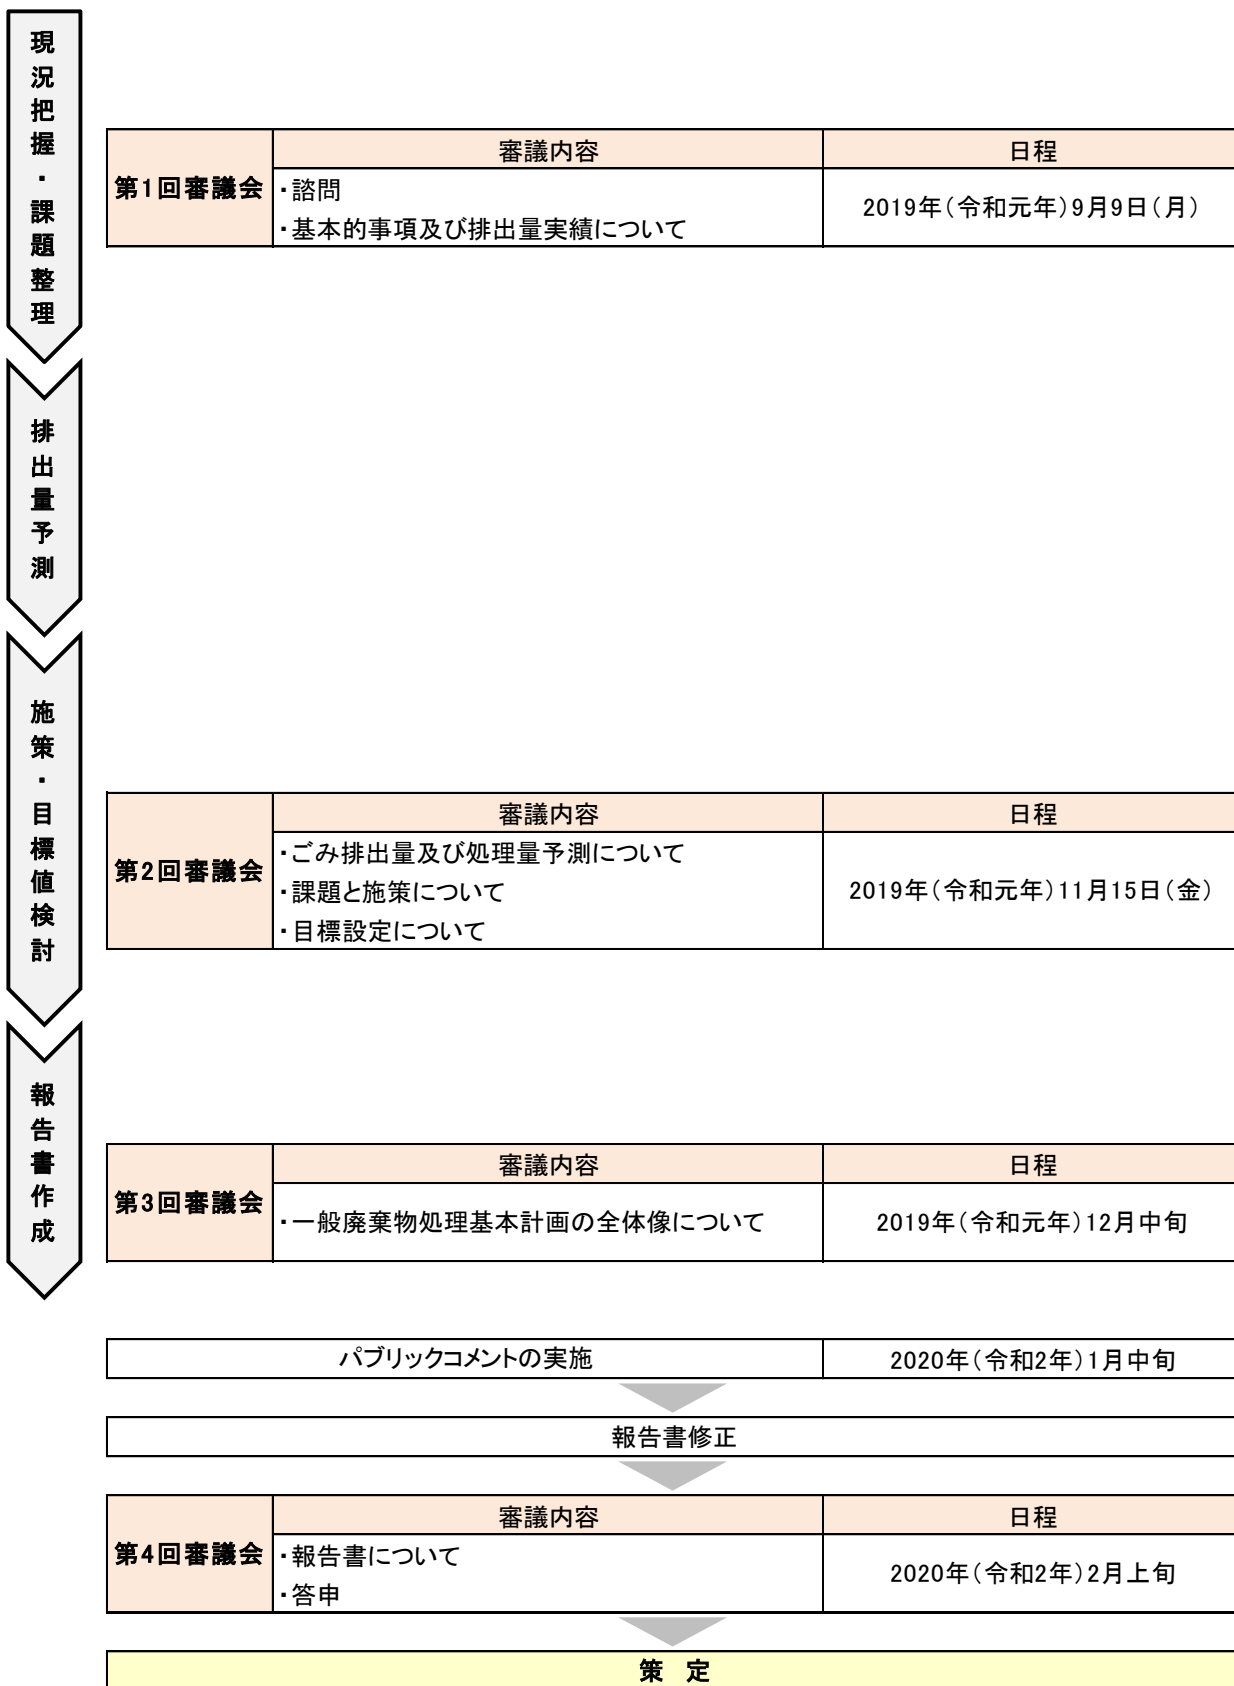 現況把握・課題整理
審議内容
日程
第1回審議会
・諮問
・基本的事項及び排出量実績について
2019年(令和元年)9月9日(月)
排出量予測
施策・目標値検討
審議内容
日程
第2回審議会
・ごみ排出量及び処理量予測について
・課題と施策について
・目標設定について
2019年(令和元年)11月15日(金)
報告書作成
審議内容
日程
第3回審議会
・一般廃棄物処理基本計画の全体像について
2019年(令和元年)12月中旬
パブリックコメントの実施
2020年(令和2年)1月中旬
報告書修正
審議内容
日程
第4回審議会
・報告書について
・答申
2020年(令和2年)2月上旬
策 定